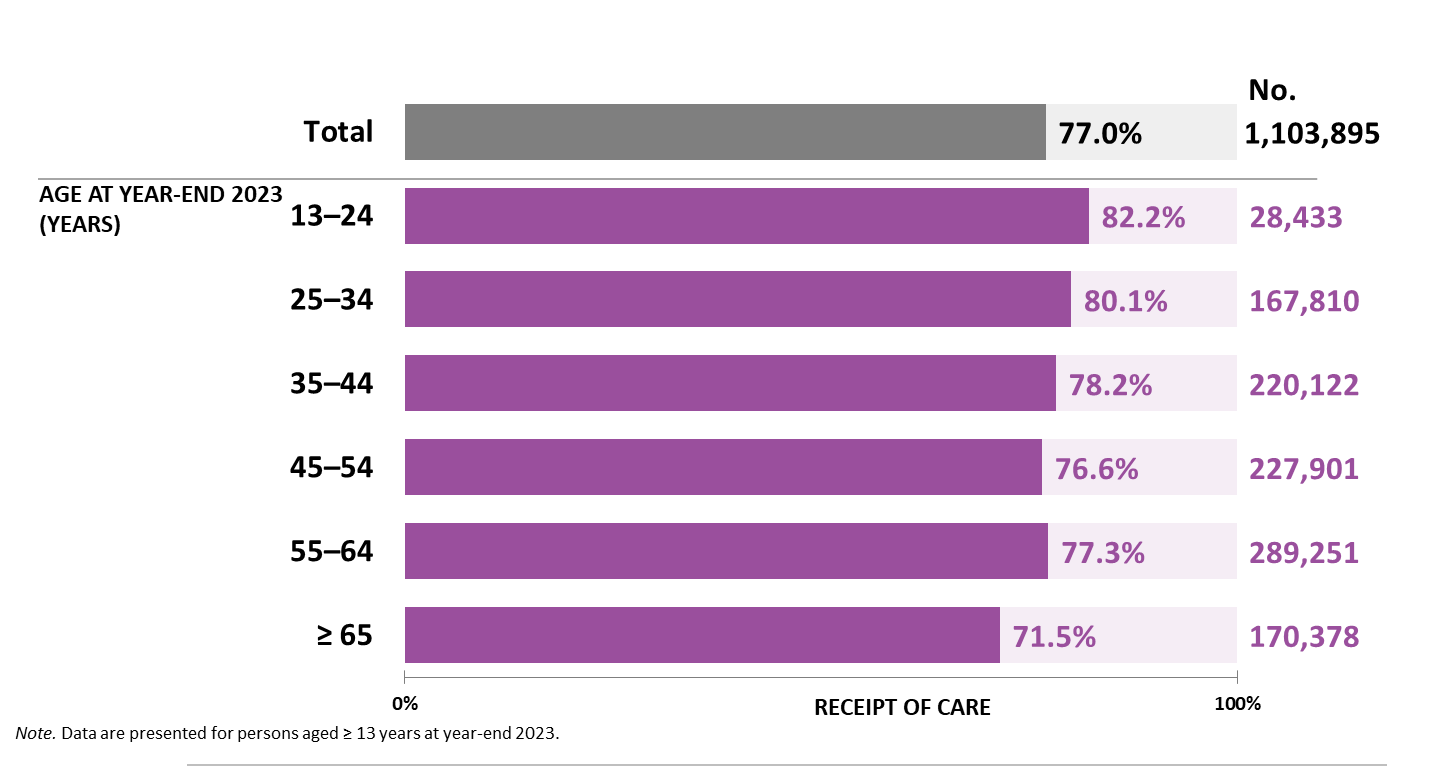 No.
Total 77.0% 1,103,895
AGE AT YEAR-END 2023
(YEARS)
13–24 82.2% 28,433
25–34 80.1% 167,810
35–44 78.2% 220,122
45–54 76.6% 227,901
55–64 77.3% 289,251
≥ 65 71.5% 170,378
0% RECEIPT OF CARE 100%
Note. Data are presented for persons aged ≥ 13 years at year-end 2023.